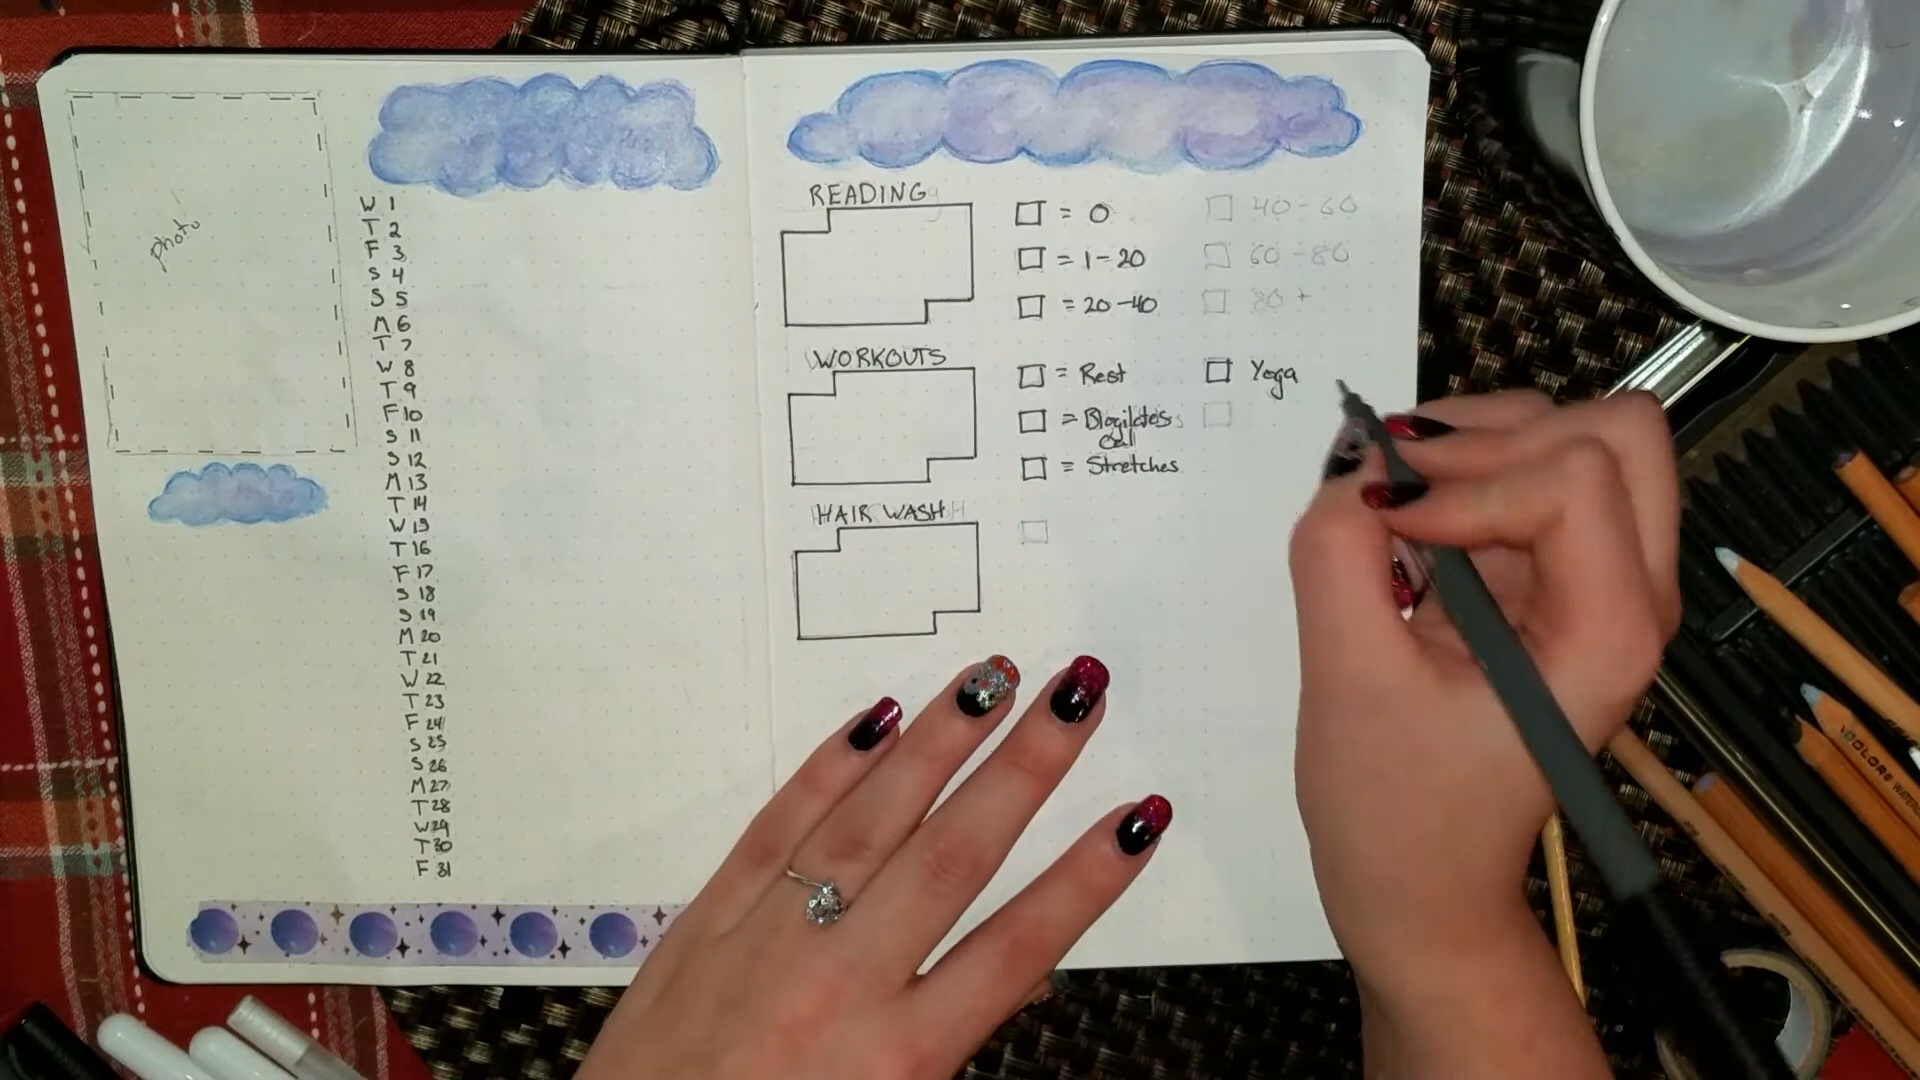 photo
W 1
T 2
F 3
S 4
S 5
M 6
T 7
W 8
T 9
F 10
S 11
S 12
M 13
T 14
W 15
T 16
F 17
S 18
S 19
M 20
T 21
W 22
T 23
F 24
S 25
S 26
M 27
T 28
W 29
T 30
F 31
READING
= 0
= 1-20
= 20-40
40-60
60-80
80+
WORKOUTS
= Rest
= Blogilates
Cal
= Stretches
Yoga
HAIR WASH